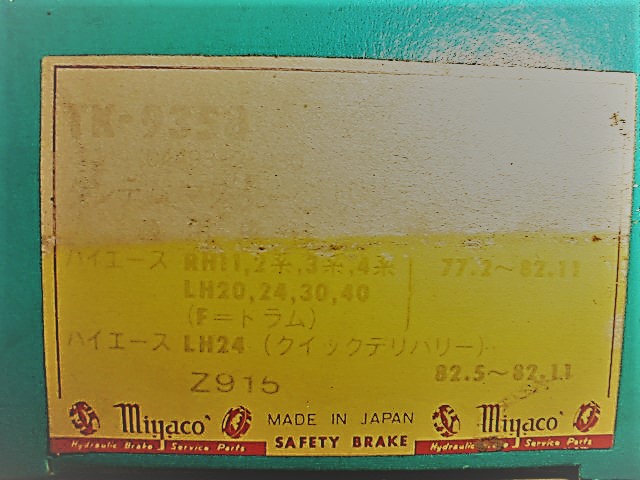 ハイエース RH11,2系,3系,4系 77.2〜82.11
LH20,24,30,40
(F=トラム)
ハイエース LH24 (クイックデリバリー)
82.5〜82.11
Z915
Miyaco MADE IN JAPAN Miyaco
Hydraulic Brake Service Parts SAFETY BRAKE Hydraulic Service Parts